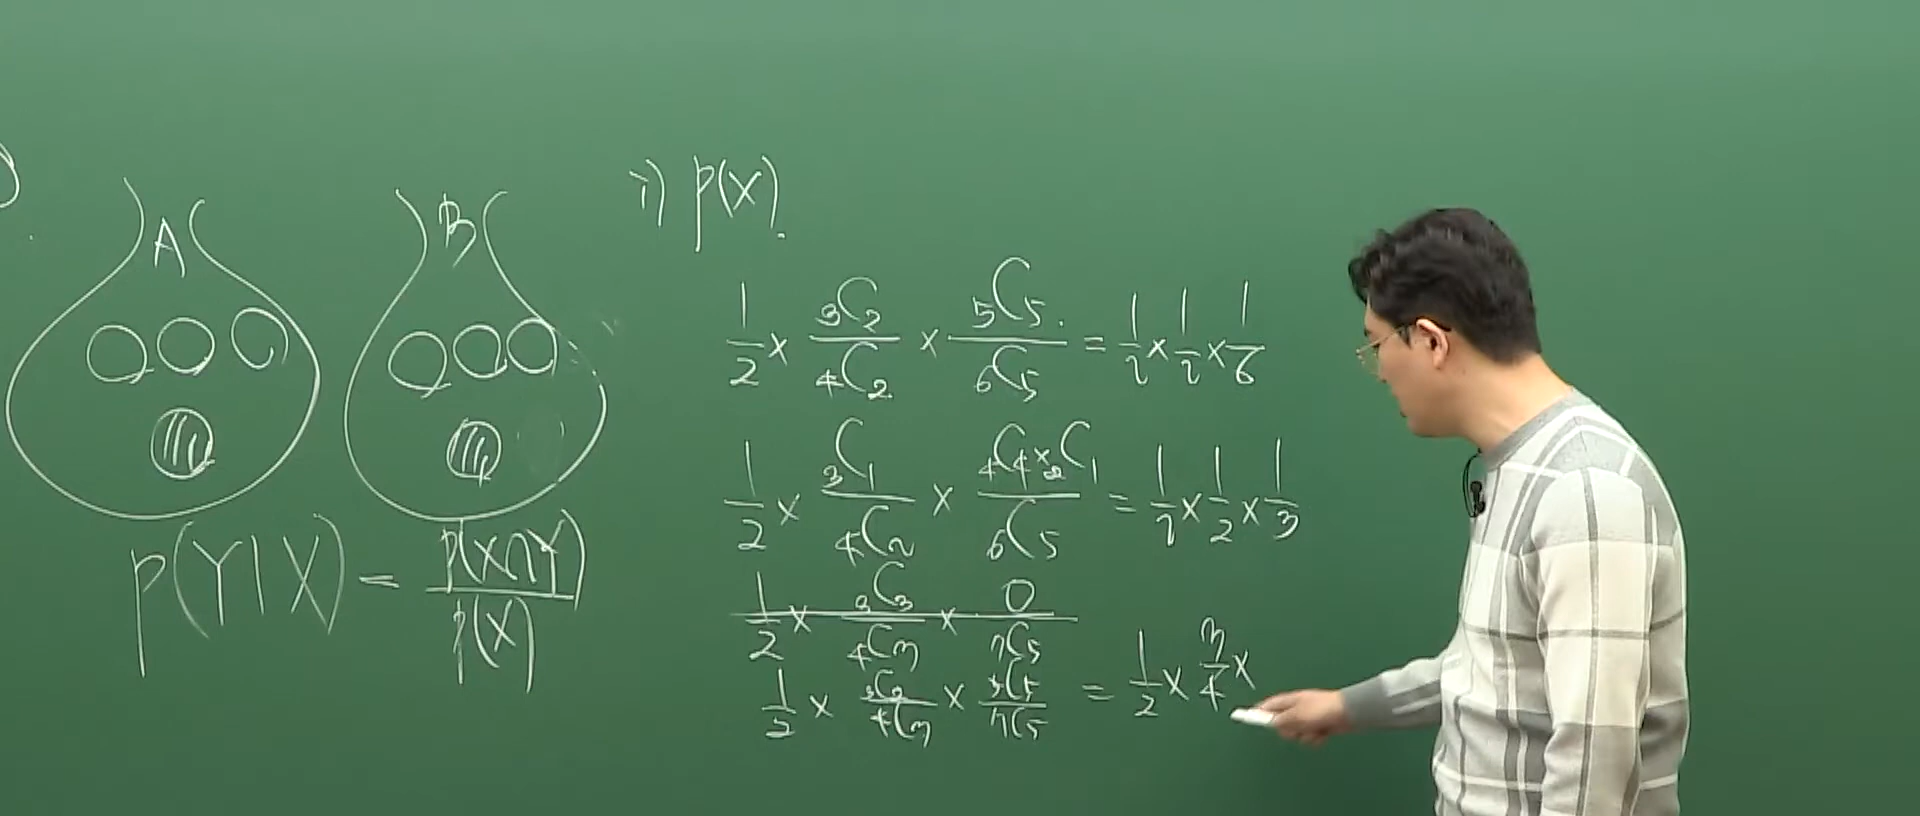 A
B
P(Y|X) = P(X∩Y)/P(X)
i) P(X).
1/2 × ₃C₂/₄C₂ × ₅C₅/₆C₅ = 1/2 × 1/2 × 1/6
1/2 × ₃C₁/₄C₂ × ₄C₄×₂C₁/₆C₅ = 1/2 × 1/2 × 1/3
1/2 × ₃C₃/₄C₃ × 0/₇C₅
1/2 × ₃C₂/₄C₃ × ₅C₅/₇C₅ = 1/2 × 3/4 ×